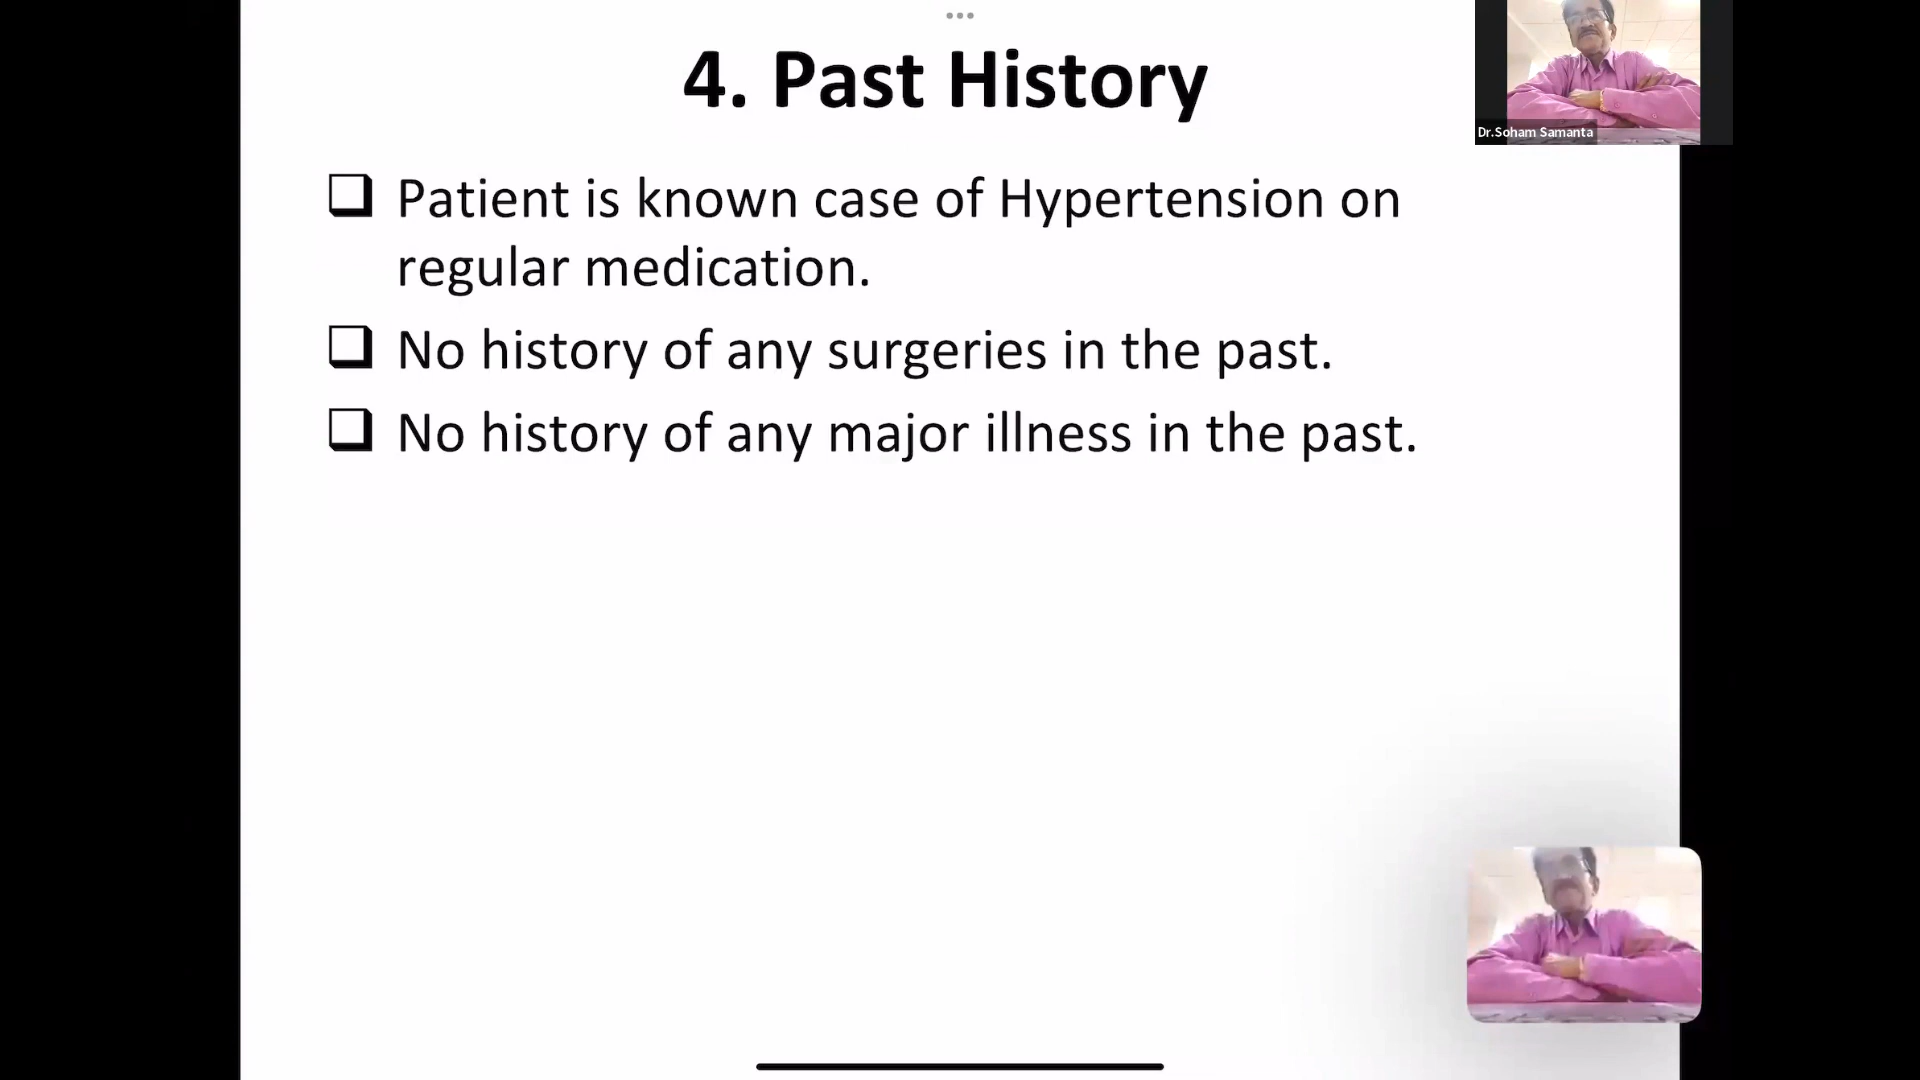 4. Past History
Dr.Soham Samanta
Patient is known case of Hypertension on
regular medication.
No history of any surgeries in the past.
No history of any major illness in the past.